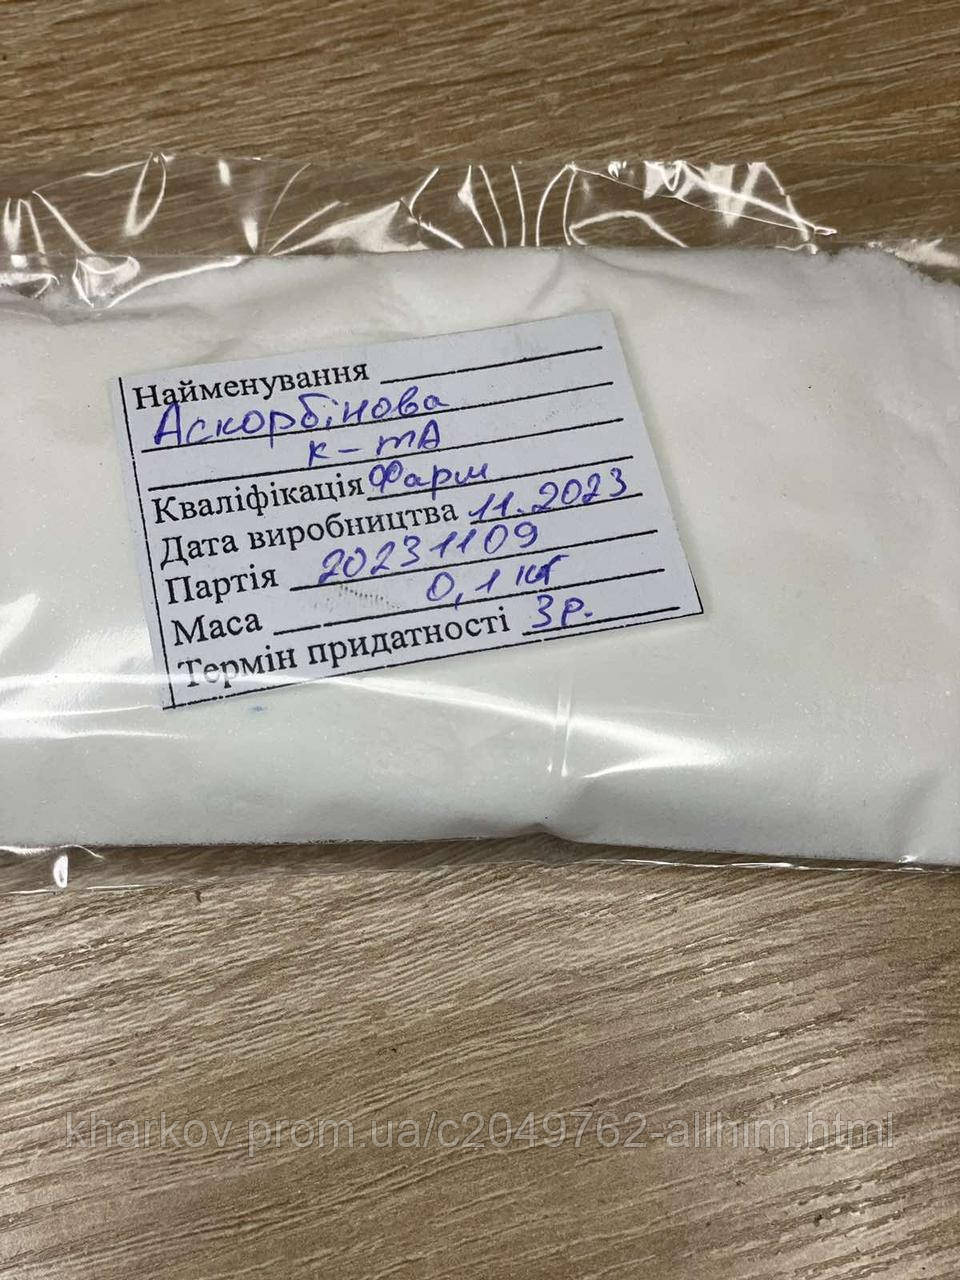 Найменування
Аскорбінова
к-та
Кваліфікація Фарм
Дата виробництва 11.2023
Партія 20231109
Маса 0,1 кг
Термін придатності 3 р.
kharkov.prom.ua/c2049762-allhim.html